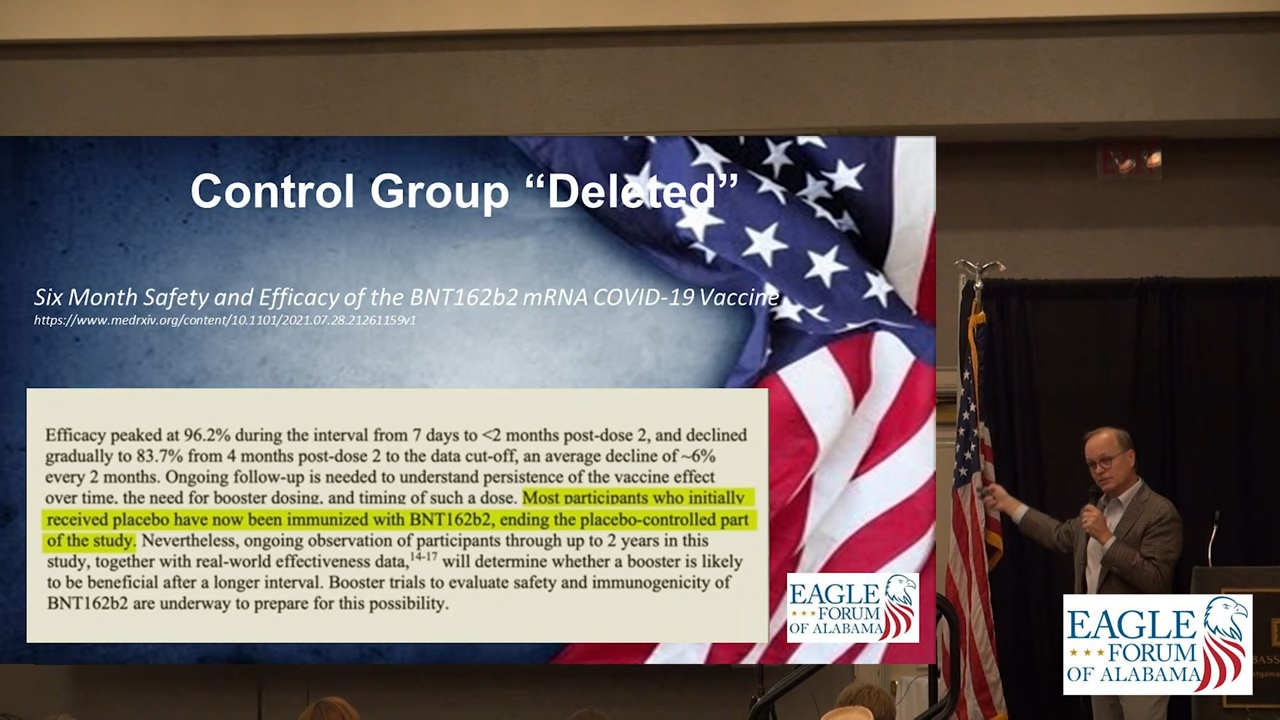 Control Group “Deleted”
Six Month Safety and Efficacy of the BNT162b2 mRNA COVID-19 Vaccine
https://www.medrxiv.org/content/10.1101/2021.07.28.21261159v1
Efficacy peaked at 96.2% during the interval from 7 days to <2 months post-dose 2, and declined
gradually to 83.7% from 4 months post-dose 2 to the data cut-off, an average decline of ~6%
every 2 months. Ongoing follow-up is needed to understand persistence of the vaccine effect
over time, the need for booster dosing, and timing of such a dose. Most participants who initially
received placebo have now been immunized with BNT162b2, ending the placebo-controlled part
of the study. Nevertheless, ongoing observation of participants through up to 2 years in this
study, together with real-world effectiveness data,14-17 will determine whether a booster is likely
to be beneficial after a longer interval. Booster trials to evaluate safety and immunogenicity of
BNT162b2 are underway to prepare for this possibility.
EAGLE
FORUM
OF ALABAMA
EAGLE
FORUM
OF ALABAMA